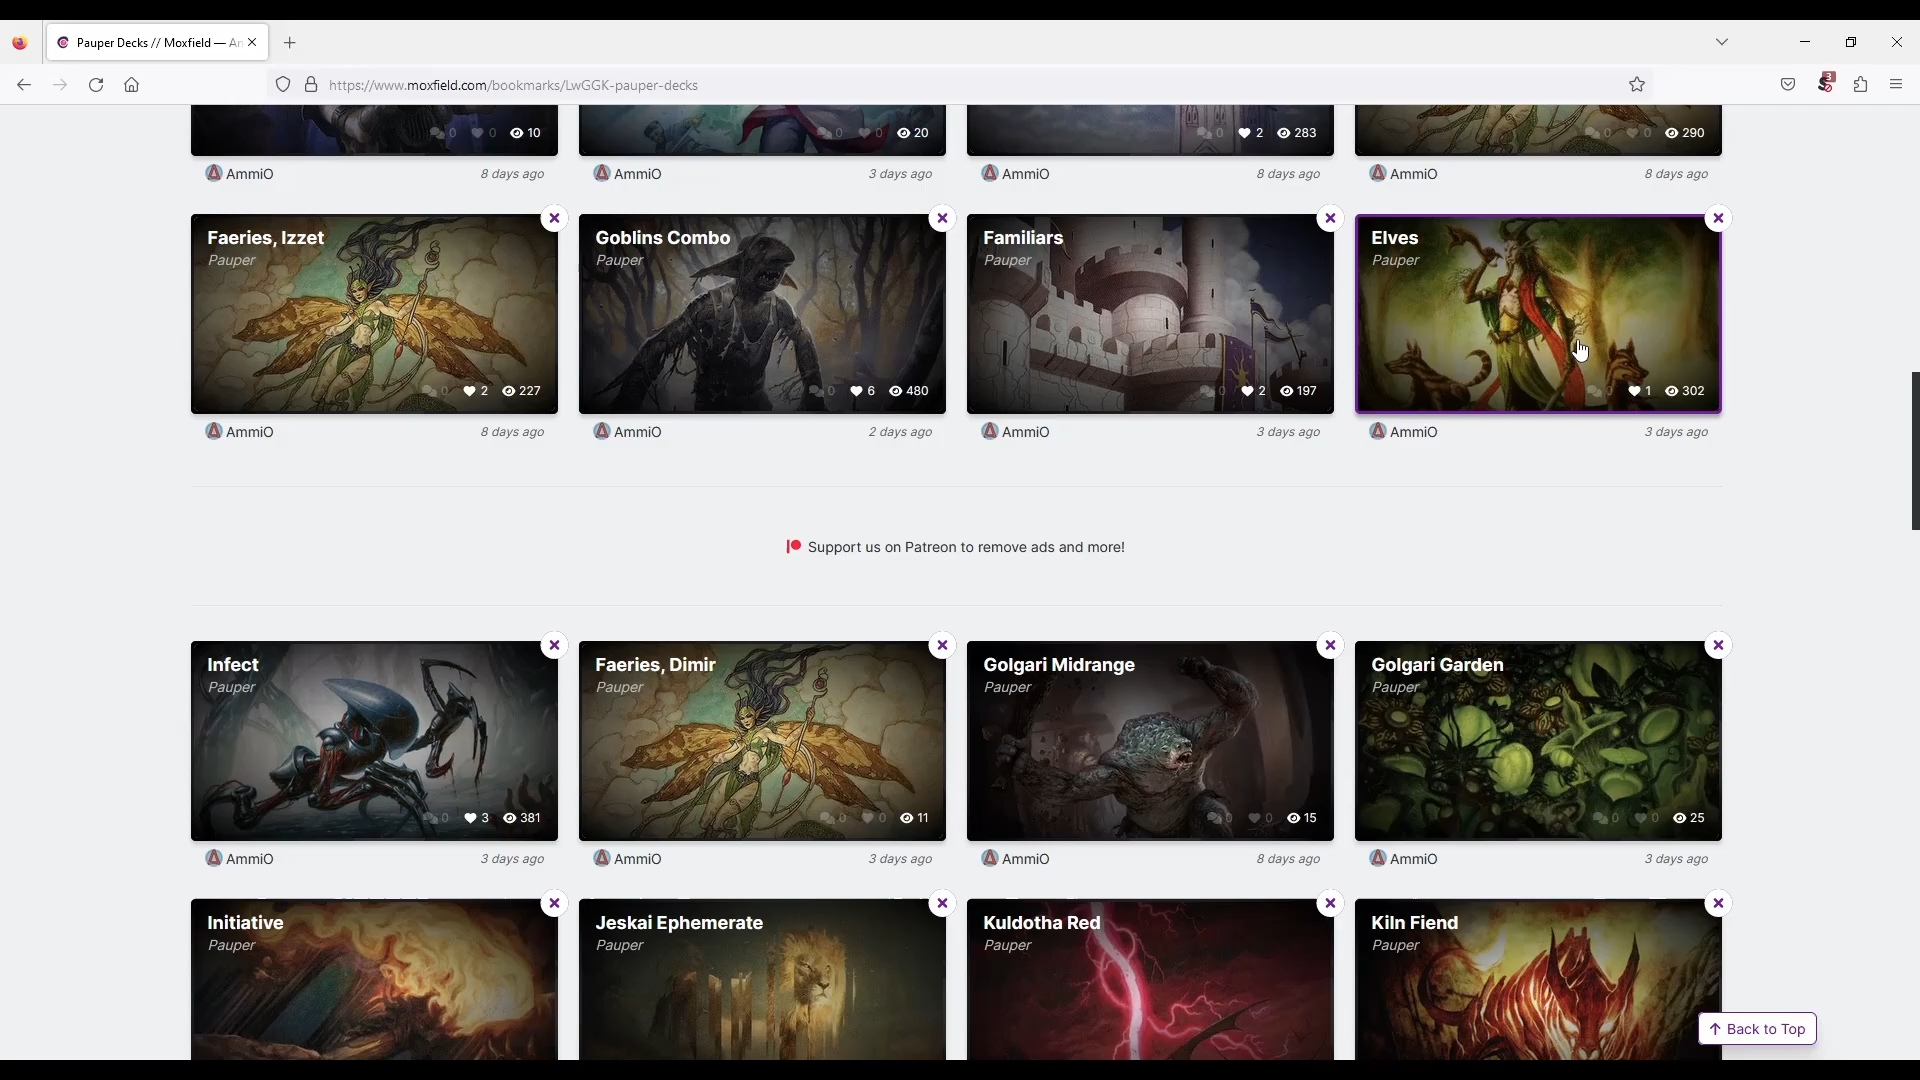 Pauper Decks // Moxfield — An
3
https://www.moxfield.com/bookmarks/LwGGK-pauper-decks
0 0 10
0 0 20
0 2 283
0 0 290
AmmiO 8 days ago
AmmiO 3 days ago
AmmiO 8 days ago
AmmiO 8 days ago
Faeries, Izzet
Pauper
0 2 227
AmmiO 8 days ago
Goblins Combo
Pauper
0 6 480
AmmiO 2 days ago
Familiars
Pauper
0 2 197
AmmiO 3 days ago
Elves
Pauper
0 1 302
AmmiO 3 days ago
Support us on Patreon to remove ads and more!
Infect
Pauper
0 3 381
AmmiO 3 days ago
Faeries, Dimir
Pauper
0 0 11
AmmiO 3 days ago
Golgari Midrange
Pauper
0 0 15
AmmiO 8 days ago
Golgari Garden
Pauper
0 0 25
AmmiO 3 days ago
Initiative
Pauper
Jeskai Ephemerate
Pauper
Kuldotha Red
Pauper
Kiln Fiend
Pauper
Back to Top